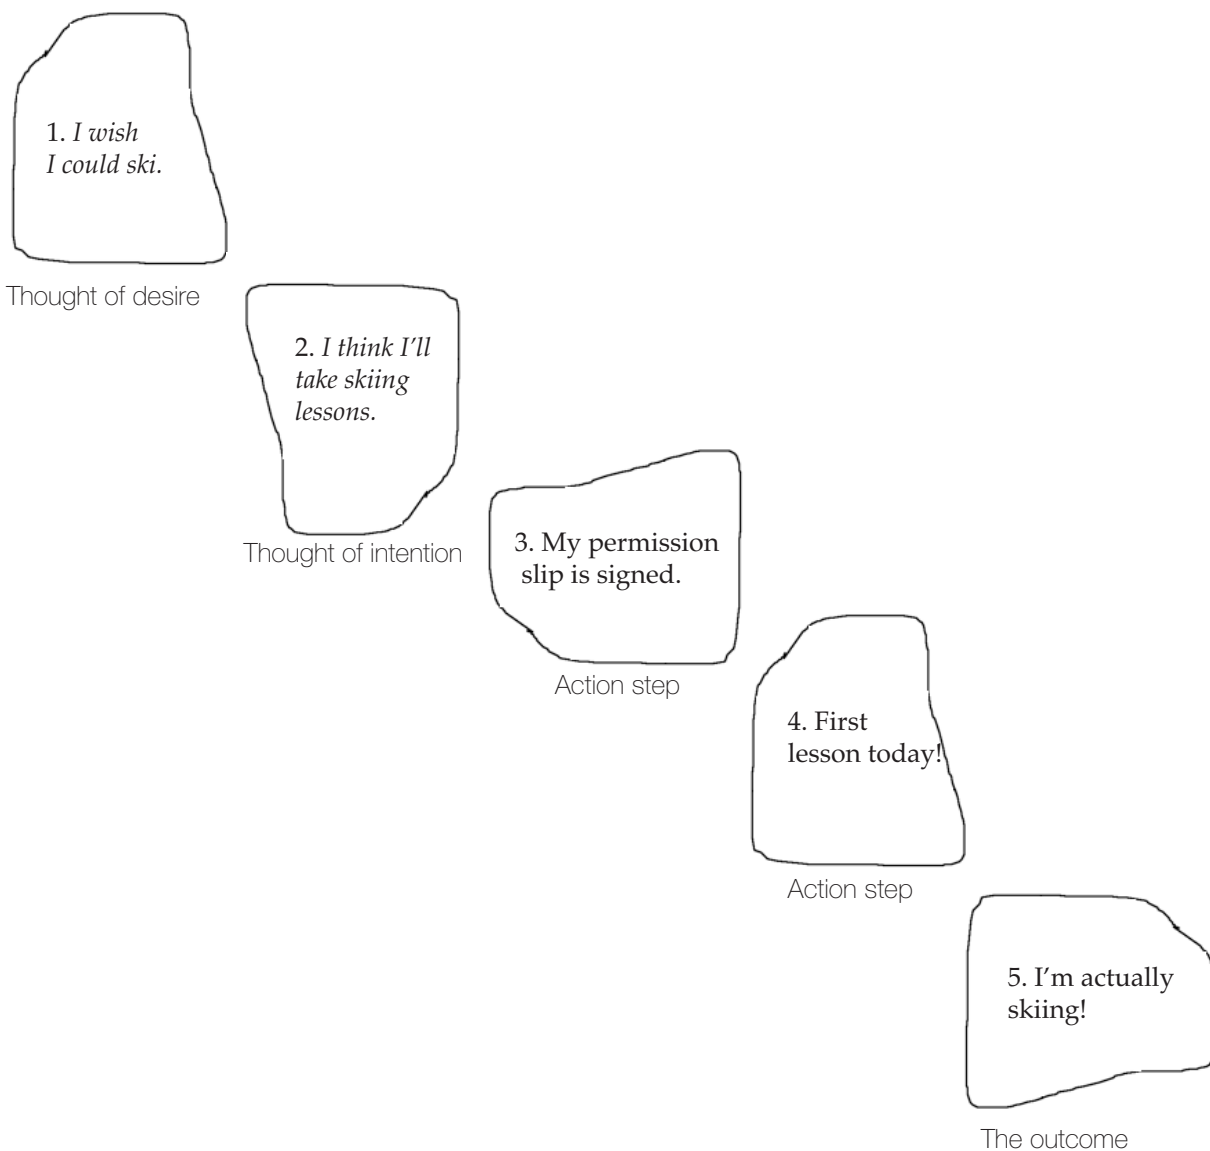 1. I wish
I could ski.
Thought of desire
2. I think I’ll
take skiing
lessons.
Thought of intention
3. My permission
slip is signed.
Action step
4. First
lesson today!
Action step
5. I’m actually
skiing!
The outcome